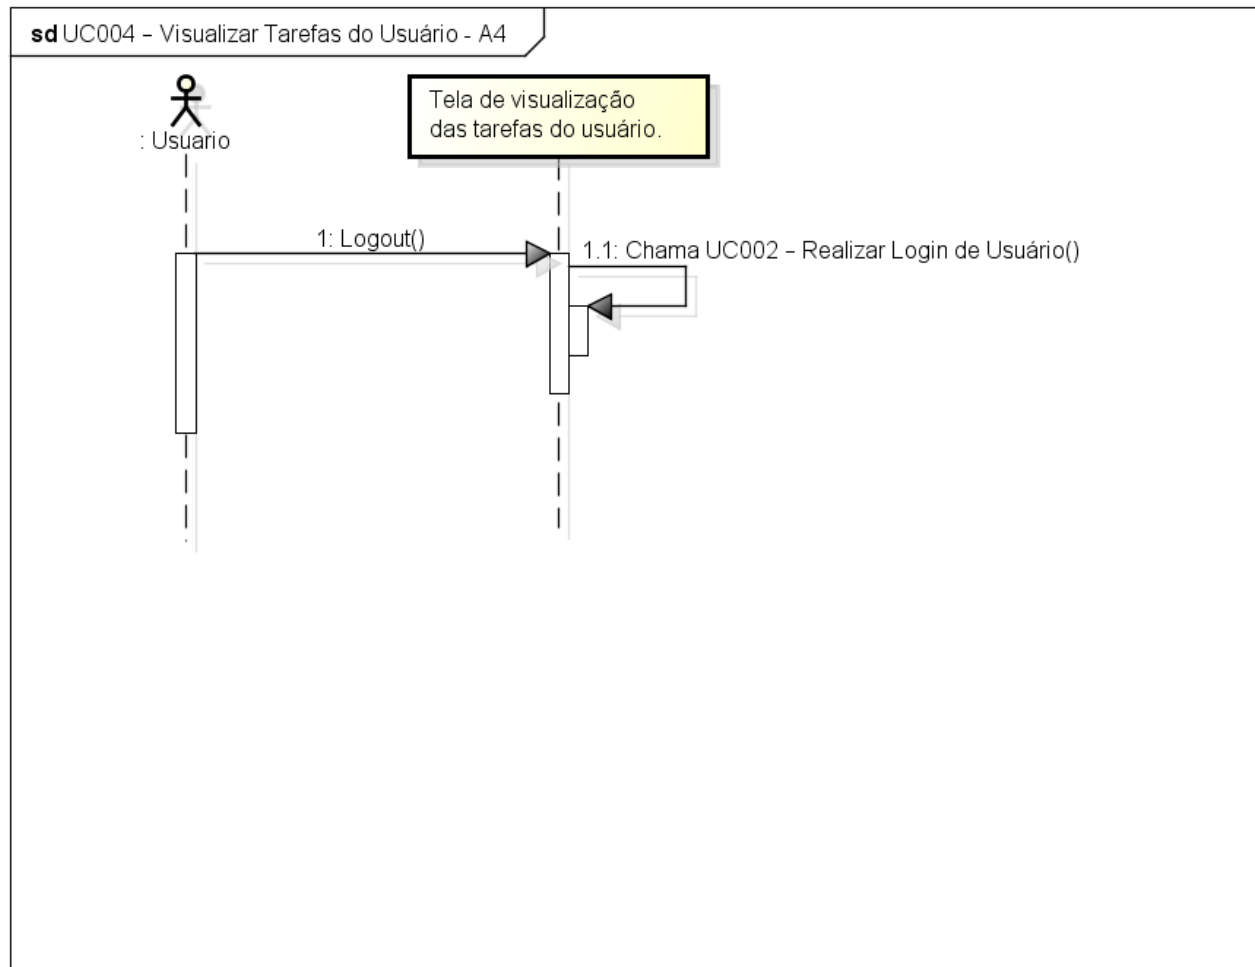 sd UC004 – Visualizar Tarefas do Usuário - A4
: Usuario
Tela de visualização
das tarefas do usuário.
1: Logout()
1.1: Chama UC002 – Realizar Login de Usuário()